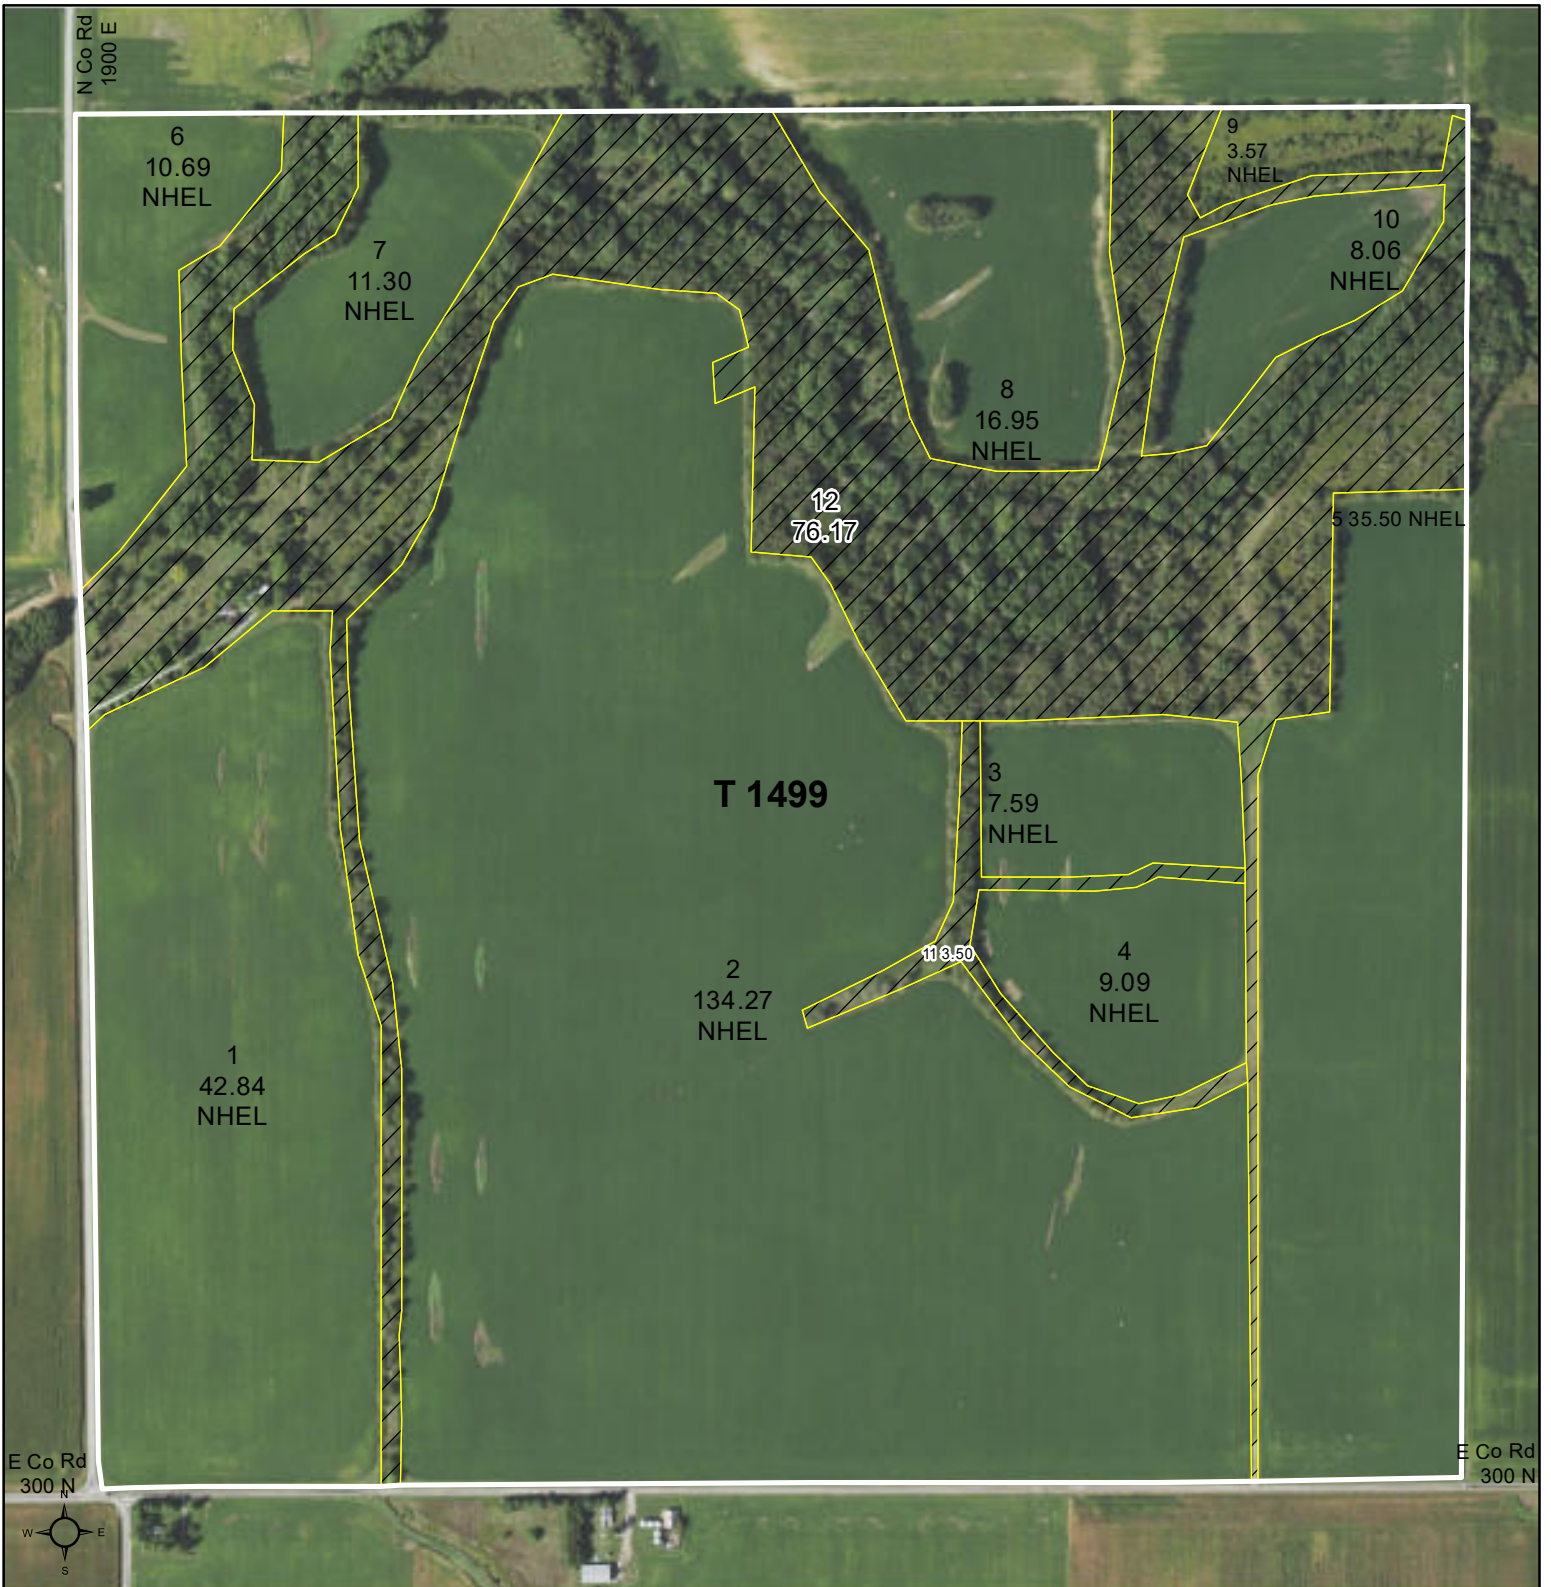 N Co Rd
1900 E
6
10.69
NHEL
7
11.30
NHEL
9
3.57
NHEL
10
8.06
NHEL
8
16.95
NHEL
12
76.17
5 35.50 NHEL
T 1499
3
7.59
NHEL
11 3.50
4
9.09
NHEL
2
134.27
NHEL
1
42.84
NHEL
E Co Rd
300 N
E Co Rd
300 N
N
W E
S